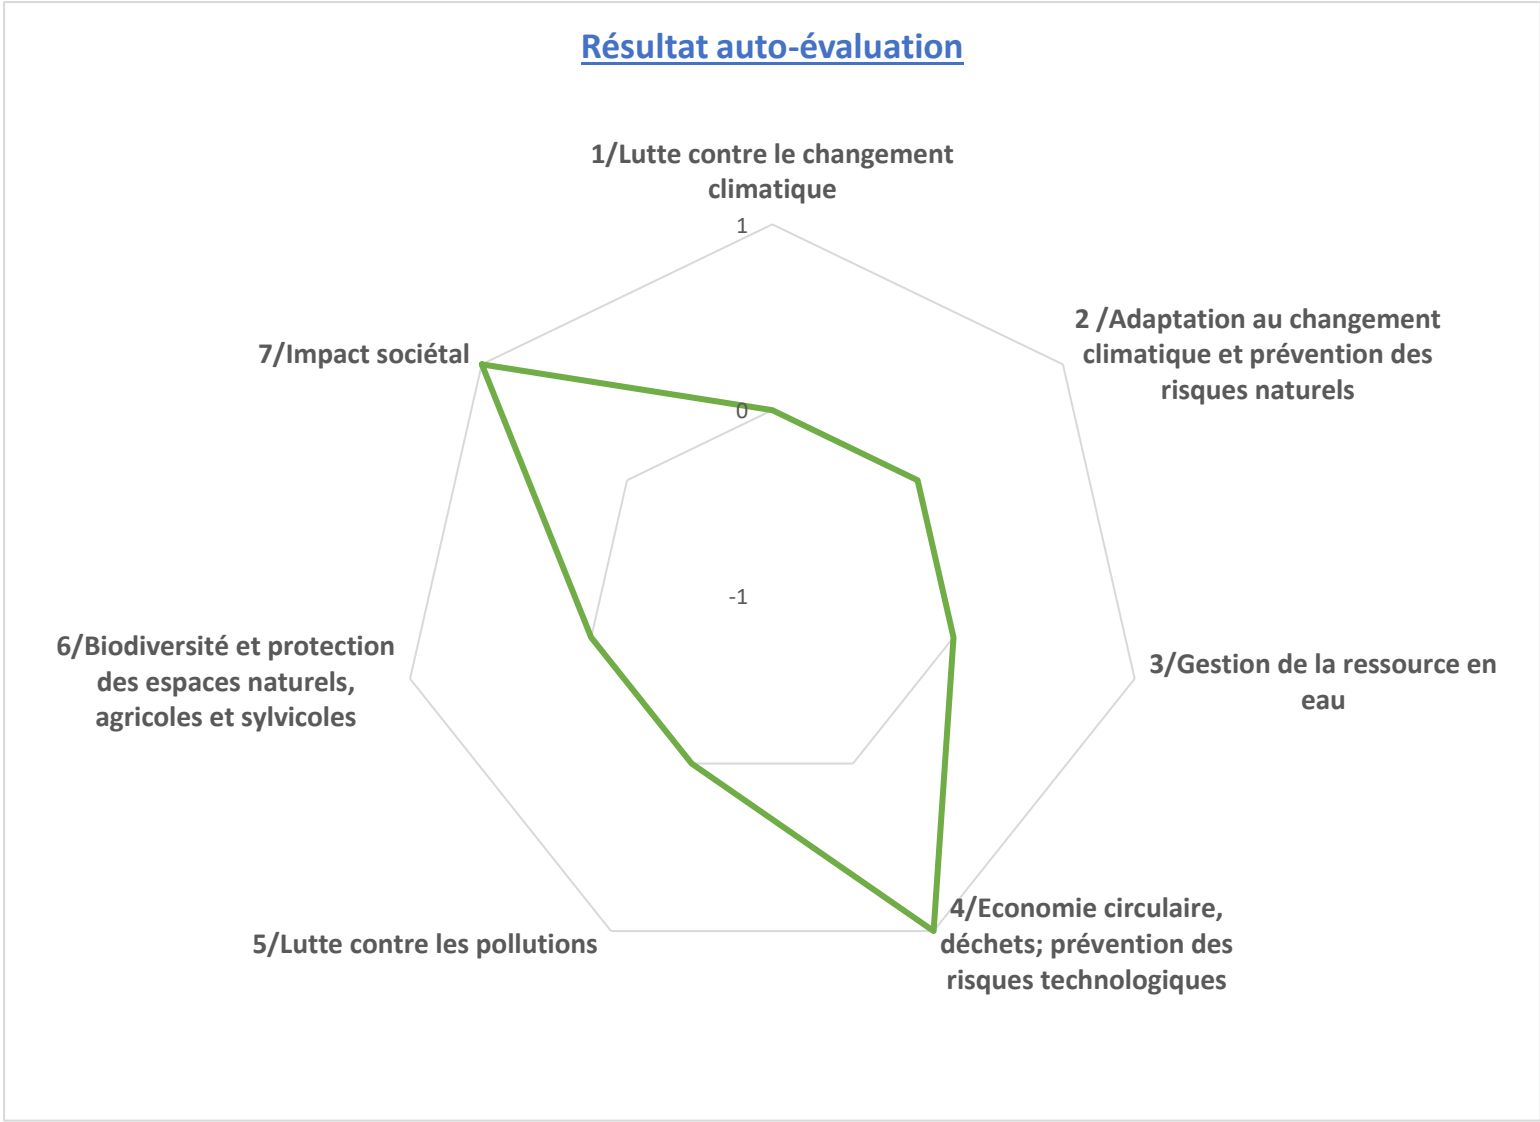 Résultat auto-évaluation
1/Lutte contre le changement
climatique
1
2 /Adaptation au changement
climatique et prévention des
risques naturels
7/Impact sociétal
0
-1
6/Biodiversité et protection
des espaces naturels,
agricoles et sylvicoles
3/Gestion de la ressource en
eau
4/Economie circulaire,
déchets; prévention des
risques technologiques
5/Lutte contre les pollutions